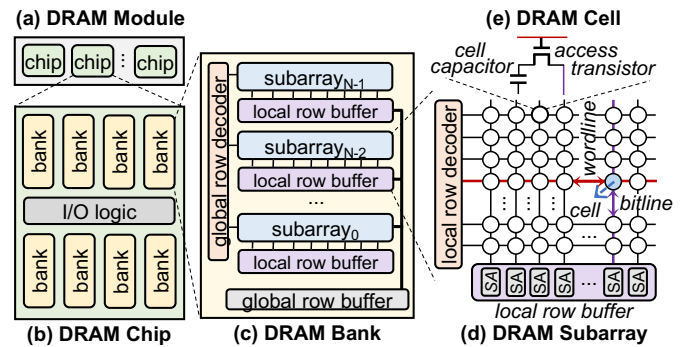 (a) DRAM Module
chip chip ⋮ chip
bank bank bank bank
I/O logic
bank bank bank bank
(b) DRAM Chip
global row decoder
subarrayN-1
local row buffer
subarrayN-2
local row buffer
...
subarray0
local row buffer
global row buffer
(c) DRAM Bank
(e) DRAM Cell
cell
capacitor
access
transistor
local row decoder
wordline
cell
bitline
SA SA SA SA ... SA SA
local row buffer
(d) DRAM Subarray